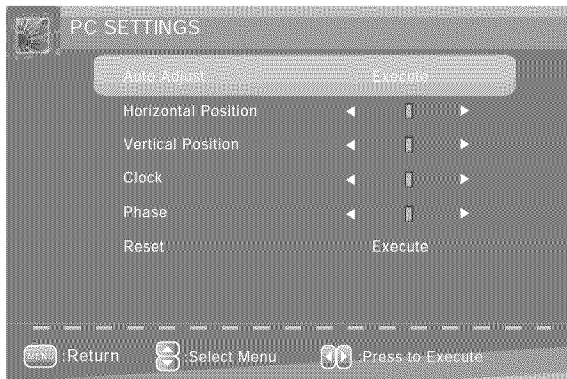 PC SETTINGS
Auto Adjust Execute
Horizontal Position
Vertical Position
Clock
Phase
Reset Execute
MENU :Return :Select Menu :Press to Execute